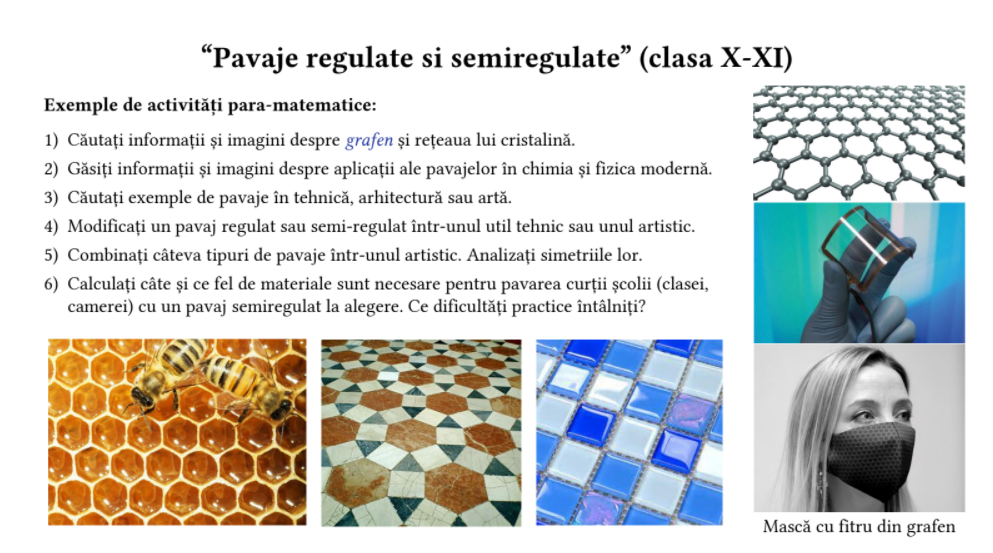 “Pavaje regulate si semiregulate” (clasa X-XI)
Exemple de activități para-matematice:
1) Căutați informații și imagini despre grafen și rețeaua lui cristalină.
2) Găsiți informații și imagini despre aplicații ale pavajelor în chimia și fizica modernă.
3) Căutați exemple de pavaje în tehnică, arhitectură sau artă.
4) Modificați un pavaj regulat sau semi-regulat într-unul util tehnic sau unul artistic.
5) Combinați câteva tipuri de pavaje într-unul artistic. Analizați simetriile lor.
6) Calculați câte și ce fel de materiale sunt necesare pentru pavarea curții școlii (clasei,
camerei) cu un pavaj semiregulat la alegere. Ce dificultăți practice întâlniți?
Mască cu fitru din grafen